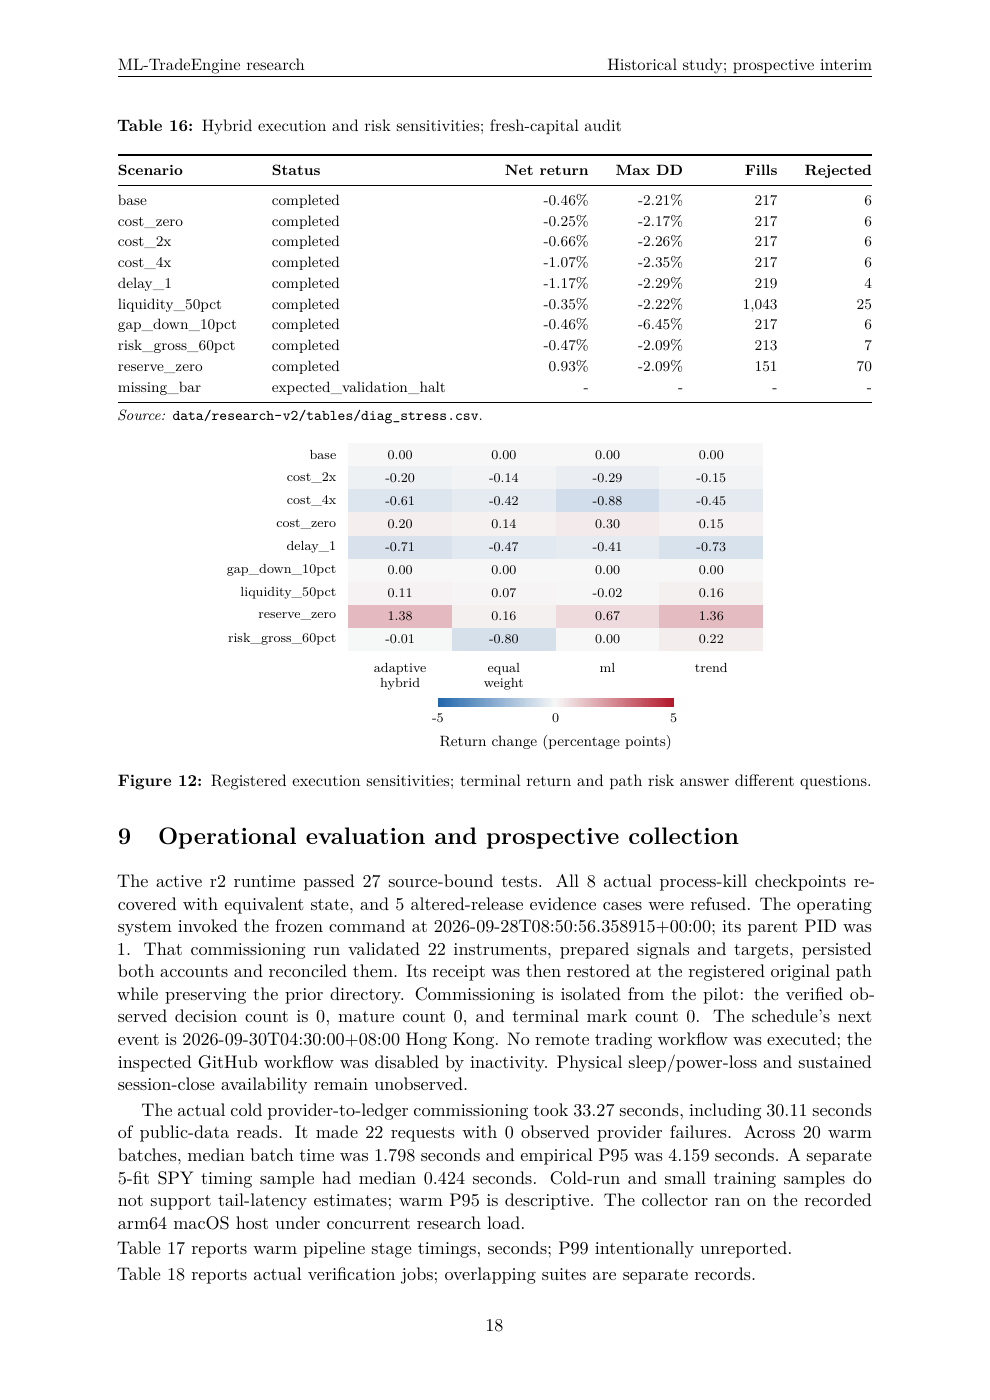 ML-TradeEngine research Historical study; prospective interim
Table 16: Hybrid execution and risk sensitivities; fresh-capital audit
Scenario Status Net return Max DD Fills Rejected
base completed -0.46% -2.21% 217 6
cost_zero completed -0.25% -2.17% 217 6
cost_2x completed -0.66% -2.26% 217 6
cost_4x completed -1.07% -2.35% 217 6
delay_1 completed -1.17% -2.29% 219 4
liquidity_50pct completed -0.35% -2.22% 1,043 25
gap_down_10pct completed -0.46% -6.45% 217 6
risk_gross_60pct completed -0.47% -2.09% 213 7
reserve_zero completed 0.93% -2.09% 151 70
missing_bar expected_validation_halt - - - -
Source: data/research-v2/tables/diag_stress.csv.
base 0.00 0.00 0.00 0.00
cost_2x -0.20 -0.14 -0.29 -0.15
cost_4x -0.61 -0.42 -0.88 -0.45
cost_zero 0.20 0.14 0.30 0.15
delay_1 -0.71 -0.47 -0.41 -0.73
gap_down_10pct 0.00 0.00 0.00 0.00
liquidity_50pct 0.11 0.07 -0.02 0.16
reserve_zero 1.38 0.16 0.67 1.36
risk_gross_60pct -0.01 -0.80 0.00 0.22
adaptive equal ml trend
hybrid weight
-5 0 5
Return change (percentage points)
Figure 12: Registered execution sensitivities; terminal return and path risk answer different questions.
9 Operational evaluation and prospective collection
The active r2 runtime passed 27 source-bound tests. All 8 actual process-kill checkpoints re-
covered with equivalent state, and 5 altered-release evidence cases were refused. The operating
system invoked the frozen command at 2026-09-28T08:50:56.358915+00:00; its parent PID was
1. That commissioning run validated 22 instruments, prepared signals and targets, persisted
both accounts and reconciled them. Its receipt was then restored at the registered original path
while preserving the prior directory. Commissioning is isolated from the pilot: the verified ob-
served decision count is 0, mature count 0, and terminal mark count 0. The schedule's next
event is 2026-09-30T04:30:00+08:00 Hong Kong. No remote trading workflow was executed; the
inspected GitHub workflow was disabled by inactivity. Physical sleep/power-loss and sustained
session-close availability remain unobserved.
The actual cold provider-to-ledger commissioning took 33.27 seconds, including 30.11 seconds
of public-data reads. It made 22 requests with 0 observed provider failures. Across 20 warm
batches, median batch time was 1.798 seconds and empirical P95 was 4.159 seconds. A separate
5-fit SPY timing sample had median 0.424 seconds. Cold-run and small training samples do
not support tail-latency estimates; warm P95 is descriptive. The collector ran on the recorded
arm64 macOS host under concurrent research load.
Table 17 reports warm pipeline stage timings, seconds; P99 intentionally unreported.
Table 18 reports actual verification jobs; overlapping suites are separate records.
18